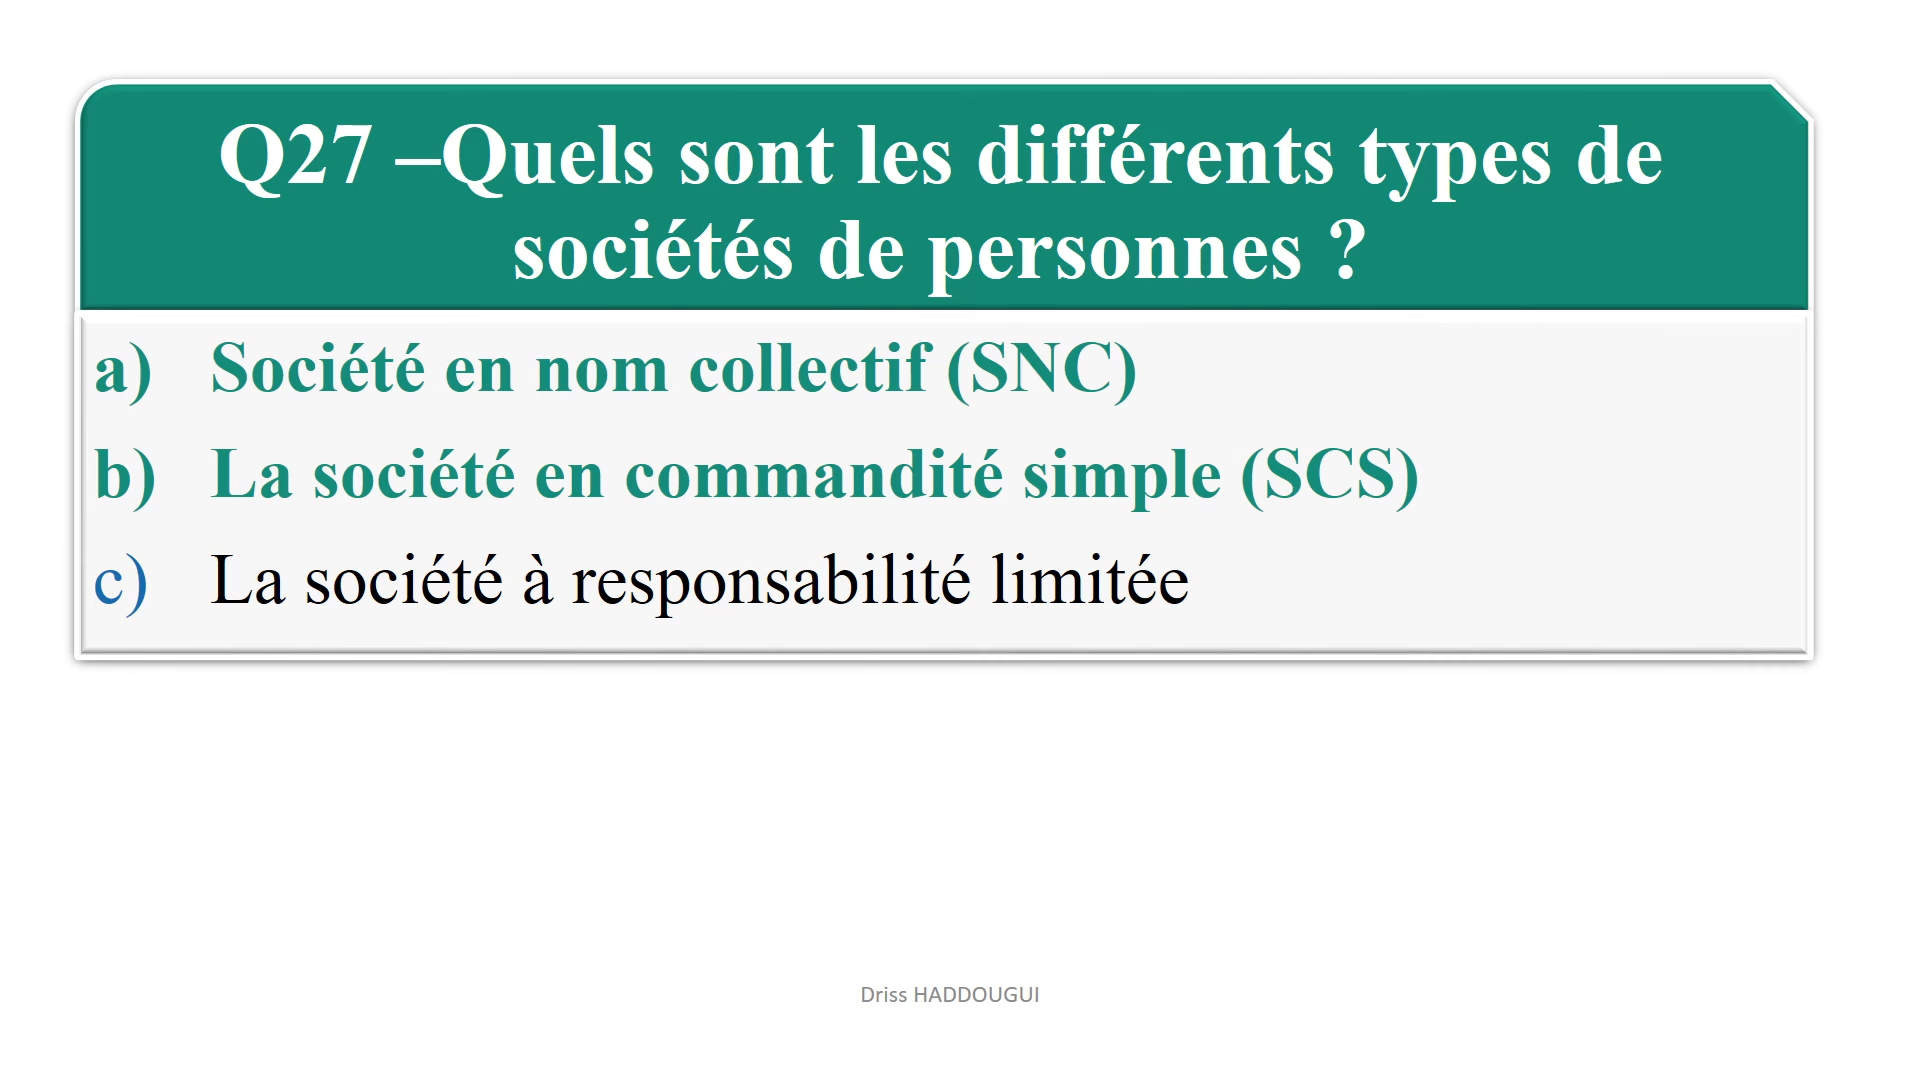 Q27 –Quels sont les différents types de
sociétés de personnes ?
a) Société en nom collectif (SNC)
b) La société en commandité simple (SCS)
c) La société à responsabilité limitée
Driss HADDOUGUI